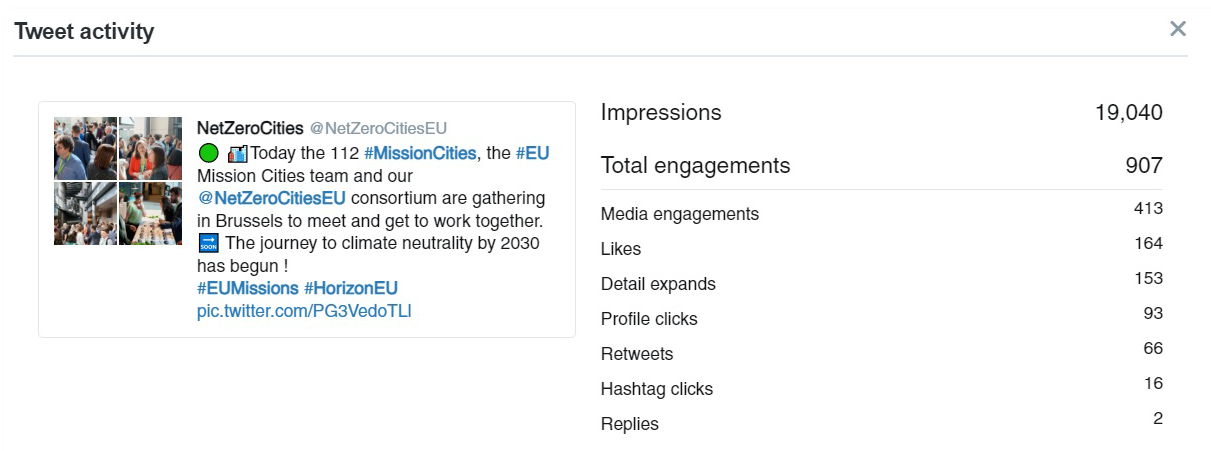 Tweet activity
NetZeroCities @NetZeroCitiesEU
Today the 112 #MissionCities, the #EU
Mission Cities team and our
@NetZeroCitiesEU consortium are gathering
in Brussels to meet and get to work together.
SOON The journey to climate neutrality by 2030
has begun !
#EUMissions #HorizonEU
pic.twitter.com/PG3VedoTLI
Impressions 19,040
Total engagements 907
Media engagements 413
Likes 164
Detail expands 153
Profile clicks 93
Retweets 66
Hashtag clicks 16
Replies 2